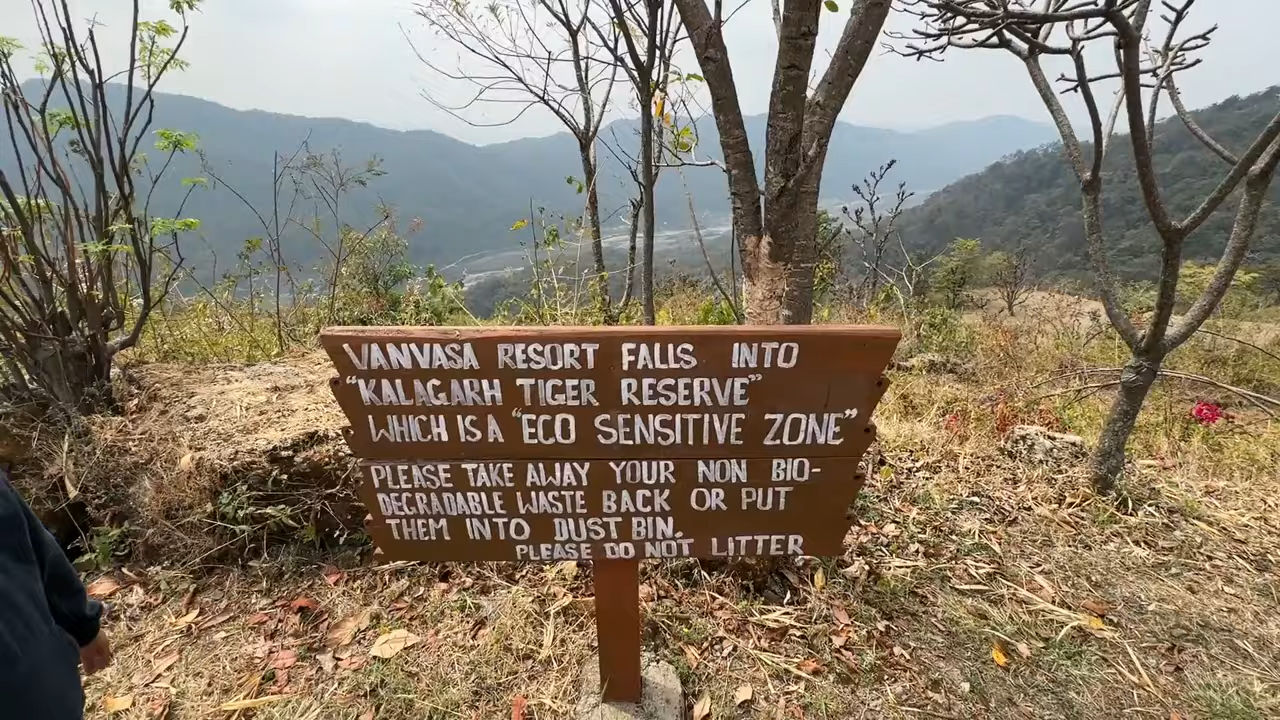 VANVASA RESORT FALLS INTO
"KALAGARH TIGER RESERVE"
WHICH IS A "ECO SENSITIVE ZONE"
PLEASE TAKE AWAY YOUR NON BIO-
DEGRADABLE WASTE BACK OR PUT
THEM INTO DUST BIN.
PLEASE DO NOT LITTER